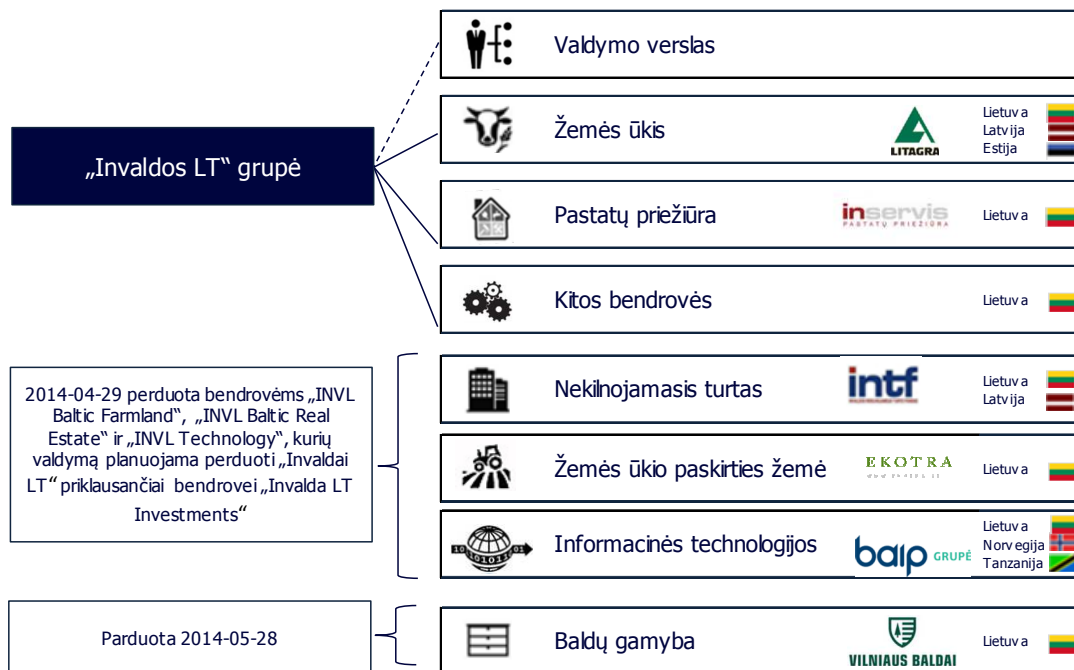 Valdymo verslas
„Invaldos LT“ grupė
Žemės ūkis
LITAGRA
Lietuva
Latvija
Estija
Pastatų priežiūra
inservis
PASTATŲ PRIEŽIŪRA
Lietuva
Kitos bendrovės
Lietuva
2014-04-29 perduota bendrovėms „INVL
Baltic Farmland“, „INVL Baltic Real
Estate“ ir „INVL Technology“, kurių
valdymą planuojama perduoti „Invaldai
LT“ priklausančiai bendrovei „Invalda LT
Investments“
Nekilnojamasis turtas
intf
Lietuva
Latvija
Žemės ūkio paskirties žemė
EKOTRA
Lietuva
Informacinės technologijos
baip GRUPĖ
Lietuva
Norvegija
Tanzanija
Parduota 2014-05-28
Baldų gamyba
VILNIAUS BALDAI
Lietuva